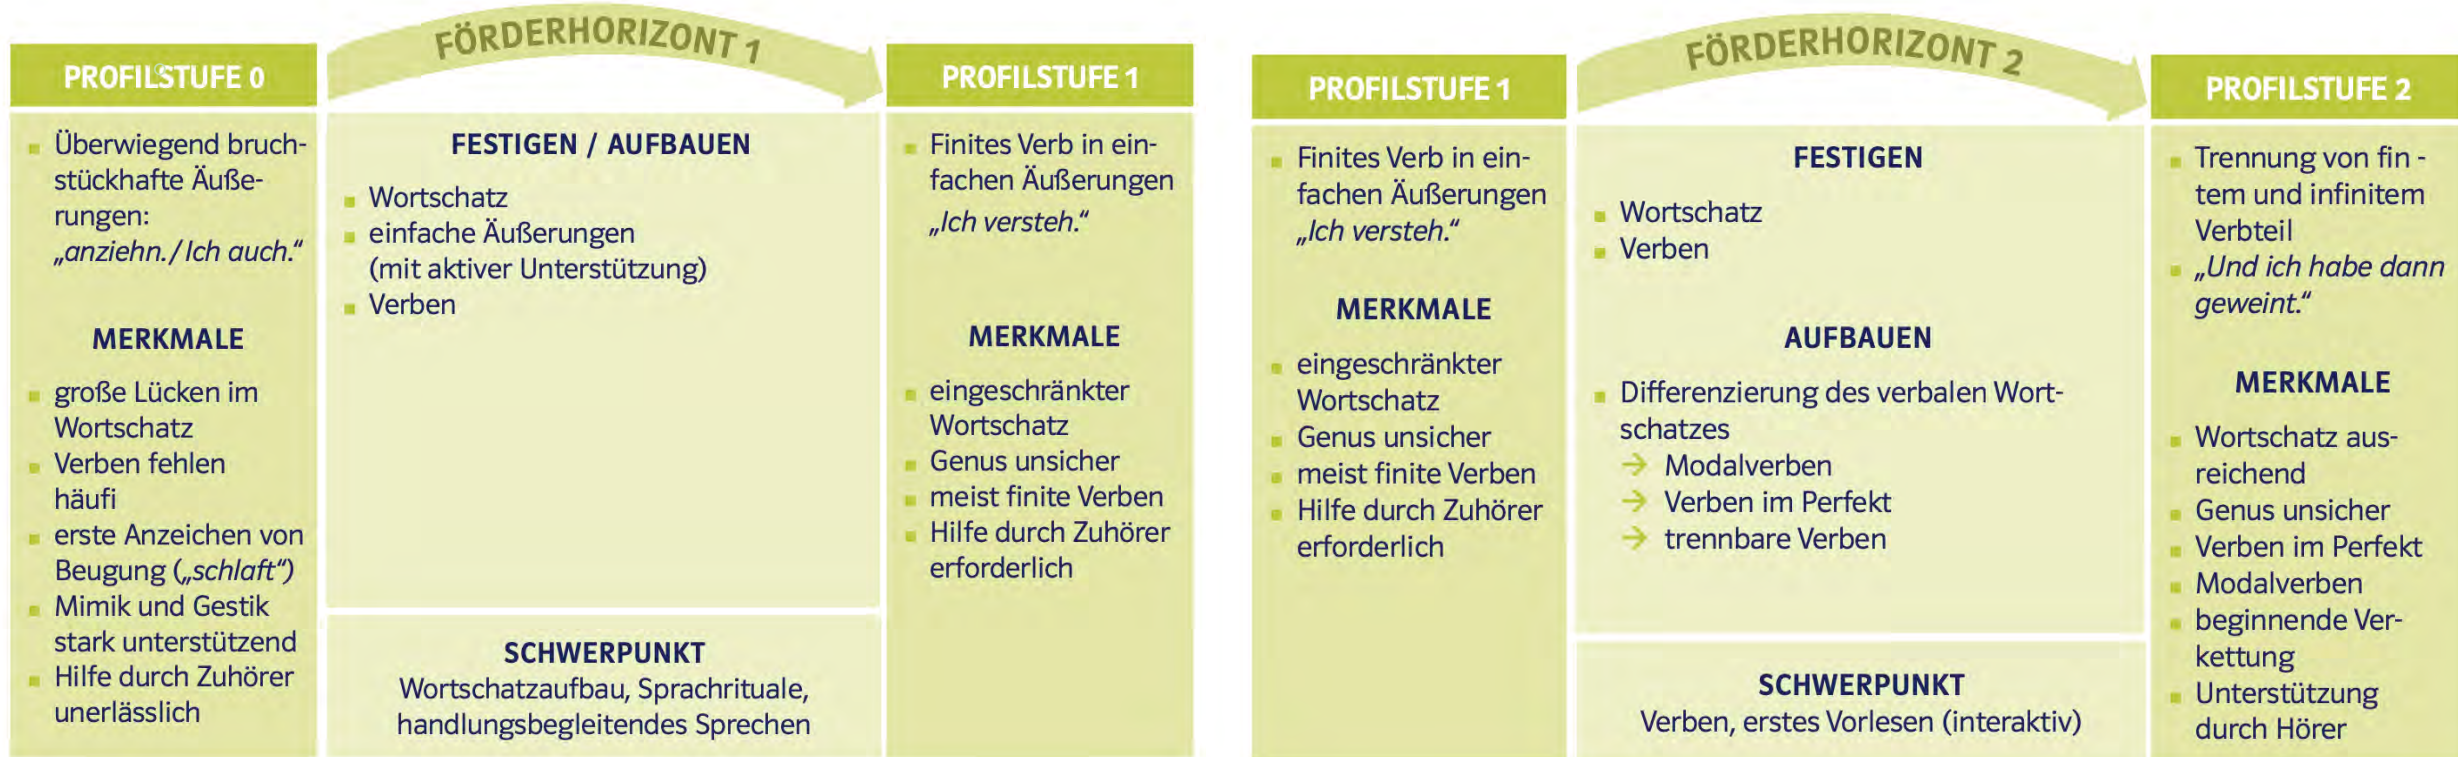 FÖRDERHORIZONT 1
PROFILSTUFE 0
Überwiegend bruch-
stückhafte Äuße-
rungen:
„anziehn./Ich auch.“
MERKMALE
große Lücken im
Wortschatz
Verben fehlen
häufi
erste Anzeichen von
Beugung („schlaft“)
Mimik und Gestik
stark unterstützend
Hilfe durch Zuhörer
unerlässlich
FESTIGEN / AUFBAUEN
Wortschatz
einfache Äußerungen
(mit aktiver Unterstützung)
Verben
SCHWERPUNKT
Wortschatzaufbau, Sprachrituale,
handlungsbegleitendes Sprechen
PROFILSTUFE 1
Finites Verb in ein-
fachen Äußerungen
„Ich versteh.“
MERKMALE
eingeschränkter
Wortschatz
Genus unsicher
meist finite Verben
Hilfe durch Zuhörer
erforderlich
FÖRDERHORIZONT 2
PROFILSTUFE 1
Finites Verb in ein-
fachen Äußerungen
„Ich versteh.“
MERKMALE
eingeschränkter
Wortschatz
Genus unsicher
meist finite Verben
Hilfe durch Zuhörer
erforderlich
FESTIGEN
Wortschatz
Verben
AUFBAUEN
Differenzierung des verbalen Wort-
schatzes
→ Modalverben
→ Verben im Perfekt
→ trennbare Verben
SCHWERPUNKT
Verben, erstes Vorlesen (interaktiv)
PROFILSTUFE 2
Trennung von fin -
tem und infinitem
Verbteil
„Und ich habe dann
geweint.“
MERKMALE
Wortschatz aus-
reichend
Genus unsicher
Verben im Perfekt
Modalverben
beginnende Ver-
kettung
Unterstützung
durch Hörer